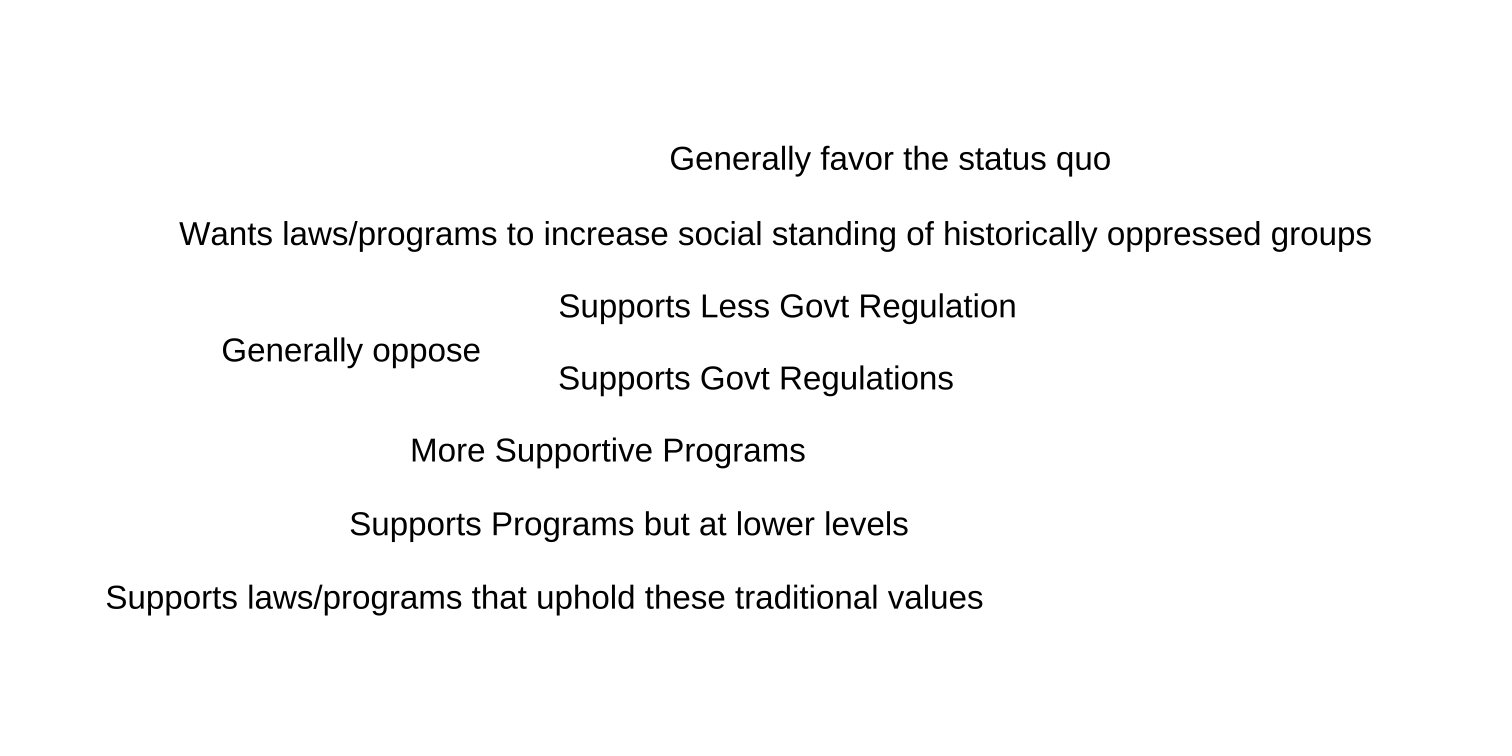 Generally favor the status quo
Wants laws/programs to increase social standing of historically oppressed groups
Supports Less Govt Regulation
Generally oppose
Supports Govt Regulations
More Supportive Programs
Supports Programs but at lower levels
Supports laws/programs that uphold these traditional values